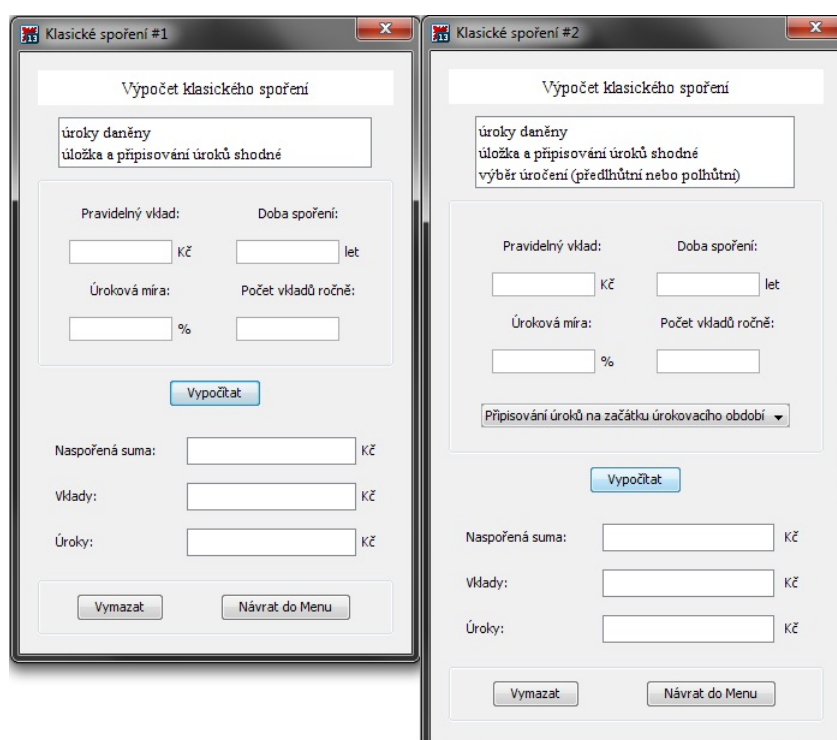 Klasické spoření #1
Výpočet klasického spoření
úroky daněny
úložka a připisování úroků shodné
Pravidelný vklad: Doba spoření:
Kč let
Úroková míra: Počet vkladů ročně:
%
Vypočítat
Naspořená suma: Kč
Vklady: Kč
Úroky: Kč
Vymazat Návrat do Menu
Klasické spoření #2
Výpočet klasického spoření
úroky daněny
úložka a připisování úroků shodné
výběr úročení (předlhůtní nebo polhůtní)
Pravidelný vklad: Doba spoření:
Kč let
Úroková míra: Počet vkladů ročně:
%
Připisování úroků na začátku úrokovacího období
Vypočítat
Naspořená suma: Kč
Vklady: Kč
Úroky: Kč
Vymazat Návrat do Menu